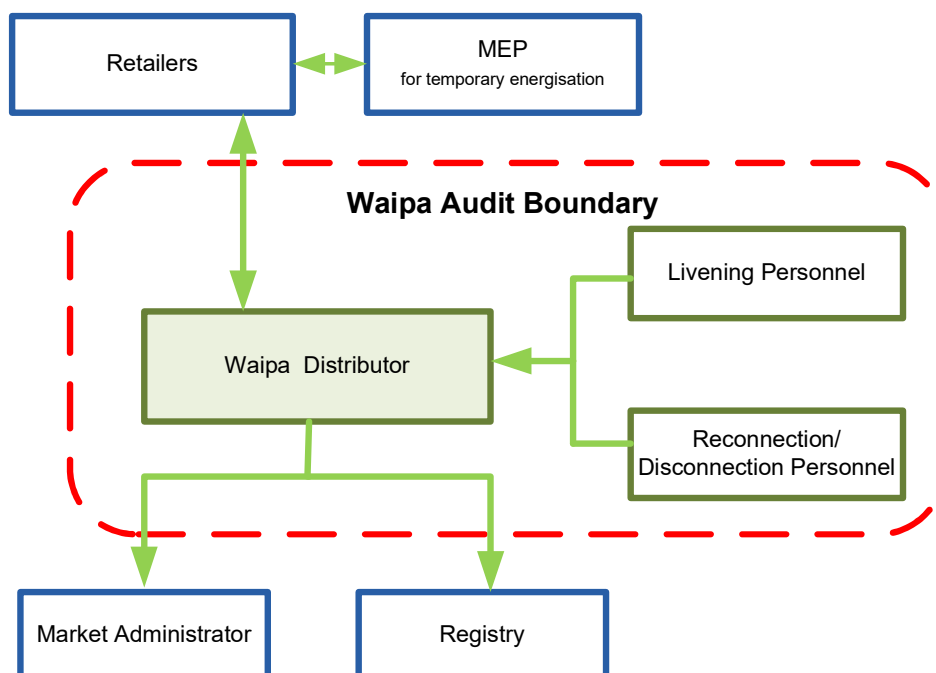 Retailers
MEP
for temporary energisation
Waipa Audit Boundary
Livening Personnel
Waipa Distributor
Reconnection/
Disconnection Personnel
Market Administrator
Registry